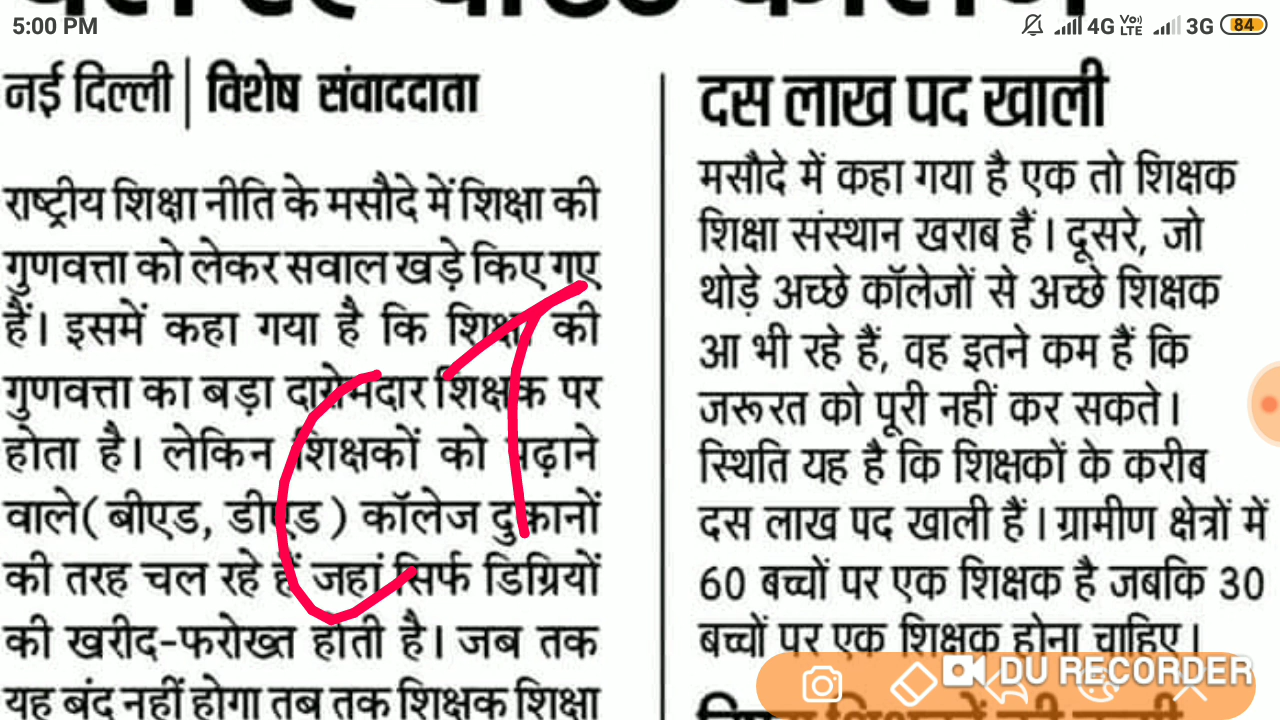 5:00 PM
4G VoLTE 3G 84
नई दिल्ली | विशेष संवाददाता
राष्ट्रीय शिक्षा नीति के मसौदे में शिक्षा की
गुणवत्ता को लेकर सवाल खड़े किए गए
हैं। इसमें कहा गया है कि शिक्षा की
गुणवत्ता का बड़ा दारोमदार शिक्षक पर
होता है। लेकिन शिक्षकों को पढ़ाने
वाले( बीएड, डीएड ) कॉलेज दुकानों
की तरह चल रहे हैं जहां सिर्फ डिग्रियों
की खरीद-फरोख्त होती है। जब तक
यह बंद नहीं होगा तब तक शिक्षक शिक्षा
दस लाख पद खाली
मसौदे में कहा गया है एक तो शिक्षक
शिक्षा संस्थान खराब हैं। दूसरे, जो
थोड़े अच्छे कॉलेजों से अच्छे शिक्षक
आ भी रहे हैं, वह इतने कम हैं कि
जरूरत को पूरी नहीं कर सकते।
स्थिति यह है कि शिक्षकों के करीब
दस लाख पद खाली हैं। ग्रामीण क्षेत्रों में
60 बच्चों पर एक शिक्षक है जबकि 30
बच्चों पर एक शिक्षक होना चाहिए।
DU RECORDER